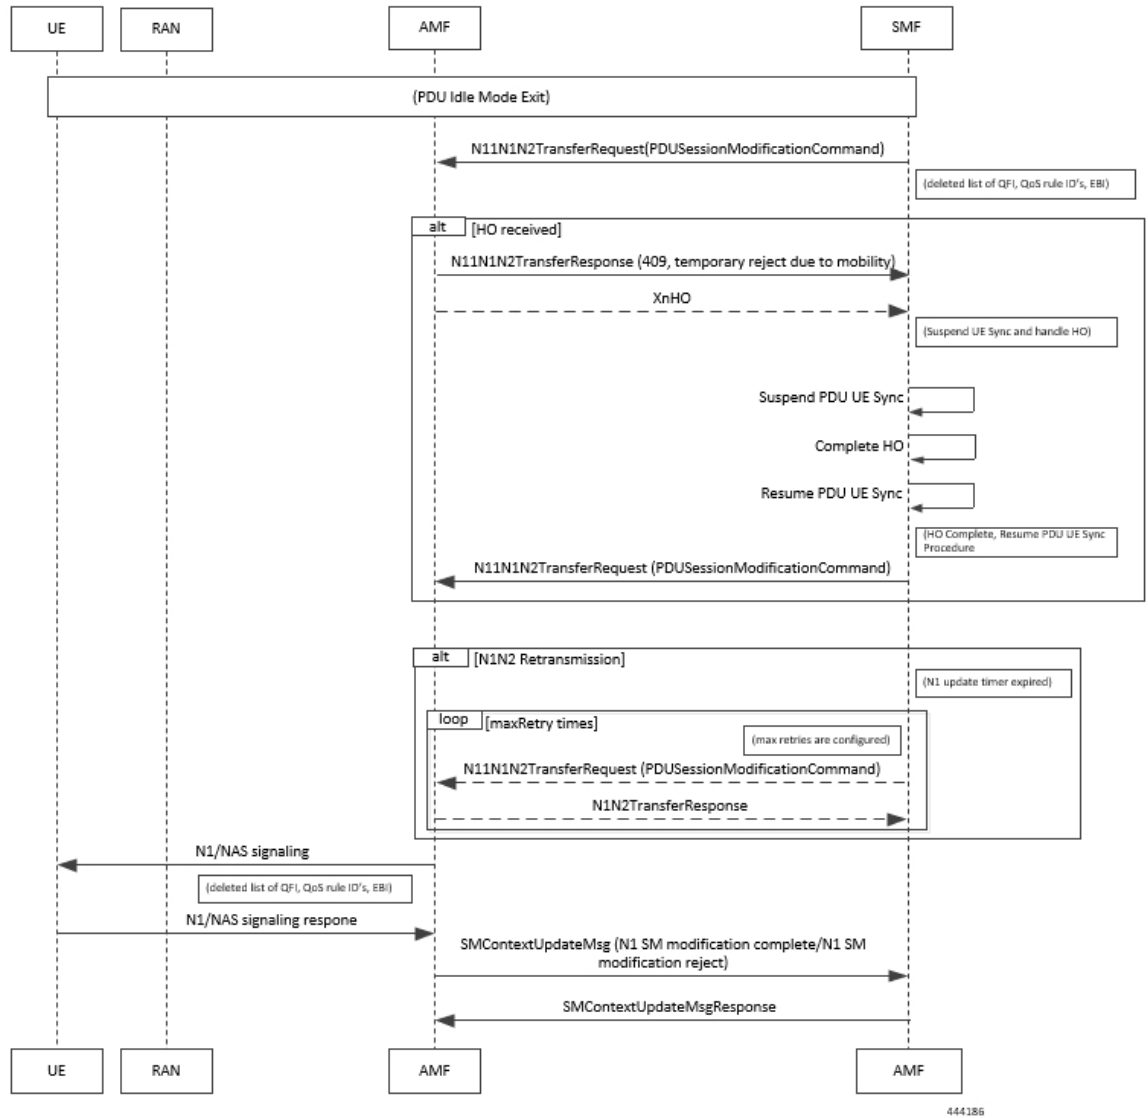 UE
RAN
AMF
SMF
(PDU Idle Mode Exit)
N11N1N2TransferRequest(PDUSessionModificationCommand)
(deleted list of QFI, QoS rule ID's, EBI)
alt
[HO received]
N11N1N2TransferResponse (409, temporary reject due to mobility)
XnHO
(Suspend UE Sync and handle HO)
Suspend PDU UE Sync
Complete HO
Resume PDU UE Sync
(HO Complete, Resume PDU UE Sync
Procedure
N11N1N2TransferRequest (PDUSessionModificationCommand)
alt
[N1N2 Retransmission]
(N1 update timer expired)
loop
[maxRetry times]
(max retries are configured)
N11N1N2TransferRequest (PDUSessionModificationCommand)
N1N2TransferResponse
N1/NAS signaling
(deleted list of QFI, QoS rule ID's, EBI)
N1/NAS signaling respone
SMContextUpdateMsg (N1 SM modification complete/N1 SM
modification reject)
SMContextUpdateMsgResponse
UE
RAN
AMF
AMF
444186